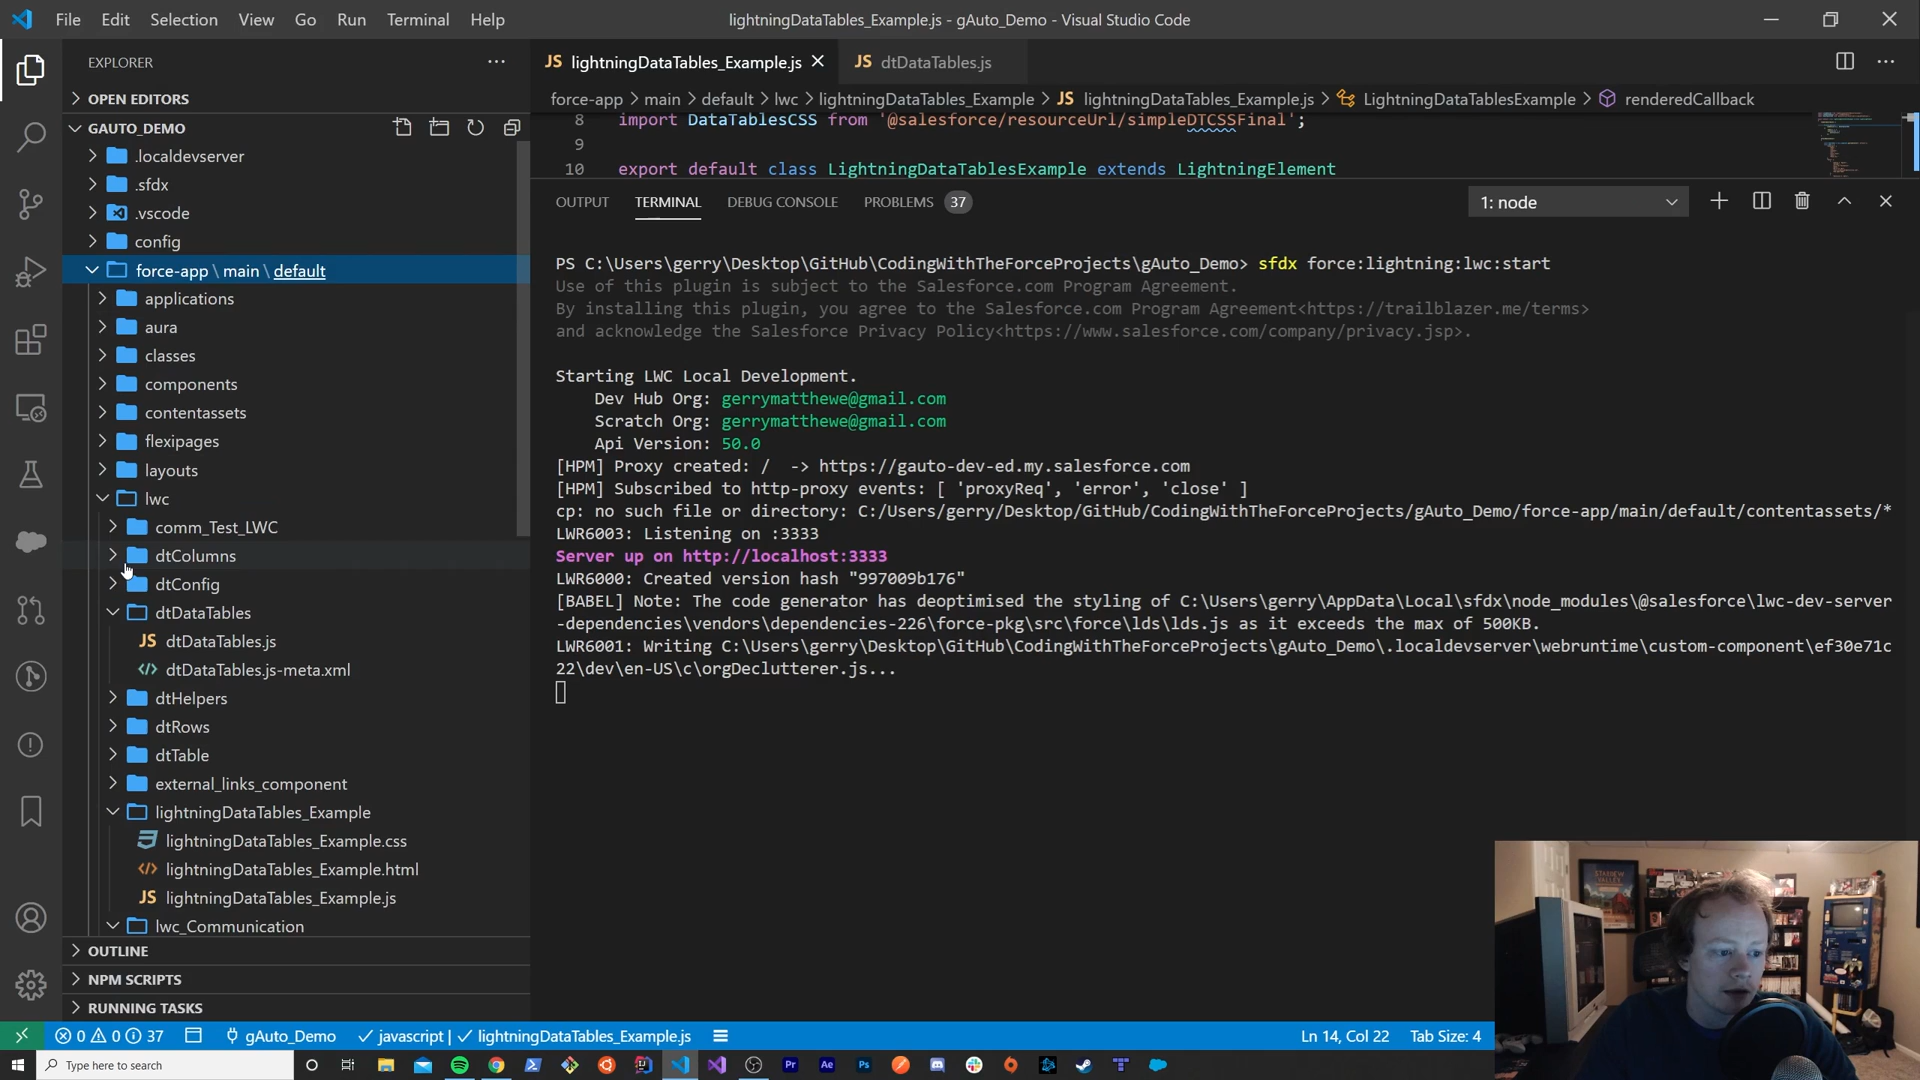 File Edit Selection View Go Run Terminal Help
lightningDataTables_Example.js - gAuto_Demo - Visual Studio Code
EXPLORER
OPEN EDITORS
GAUTO_DEMO
.localdevserver
.sfdx
.vscode
config
force-app \ main \ default
applications
aura
classes
components
contentassets
flexipages
layouts
lwc
comm_Test_LWC
dtColumns
dtConfig
dtDataTables
dtDataTables.js
dtDataTables.js-meta.xml
dtHelpers
dtRows
dtTable
external_links_component
lightningDataTables_Example
lightningDataTables_Example.css
lightningDataTables_Example.html
lightningDataTables_Example.js
lwc_Communication
OUTLINE
NPM SCRIPTS
RUNNING TASKS
JS lightningDataTables_Example.js
JS dtDataTables.js
force-app > main > default > lwc > lightningDataTables_Example > JS lightningDataTables_Example.js > LightningDataTablesExample > renderedCallback
8 import DataTablesCSS from '@salesforce/resourceUrl/simpleDTCSSFinal';
9
10 export default class LightningDataTablesExample extends LightningElement
OUTPUT TERMINAL DEBUG CONSOLE PROBLEMS 37
1: node
PS C:\Users\gerry\Desktop\GitHub\CodingWithTheForceProjects\gAuto_Demo> sfdx force:lightning:lwc:start
Use of this plugin is subject to the Salesforce.com Program Agreement.
By installing this plugin, you agree to the Salesforce.com Program Agreement<https://trailblazer.me/terms>
and acknowledge the Salesforce Privacy Policy<https://www.salesforce.com/company/privacy.jsp>.
Starting LWC Local Development.
Dev Hub Org: gerrymatthewe@gmail.com
Scratch Org: gerrymatthewe@gmail.com
Api Version: 50.0
[HPM] Proxy created: / -> https://gauto-dev-ed.my.salesforce.com
[HPM] Subscribed to http-proxy events: [ 'proxyReq', 'error', 'close' ]
cp: no such file or directory: C:/Users/gerry/Desktop/GitHub/CodingWithTheForceProjects/gAuto_Demo/force-app/main/default/contentassets/*
LWR6003: Listening on :3333
Server up on http://localhost:3333
LWR6000: Created version hash "997009b176"
[BABEL] Note: The code generator has deoptimised the styling of C:\Users\gerry\AppData\Local\sfdx\node_modules\@salesforce\lwc-dev-server
-dependencies\vendors\dependencies-226\force-pkg\src\force\lds\lds.js as it exceeds the max of 500KB.
LWR6001: Writing C:\Users\gerry\Desktop\GitHub\CodingWithTheForceProjects\gAuto_Demo\.localdevserver\webruntime\custom-component\ef30e71c
22\dev\en-US\c\orgDeclutterer.js...
STARDEW VALLEY
0 0 37 gAuto_Demo javascript | lightningDataTables_Example.js
Ln 14, Col 22 Tab Size: 4
Type here to search